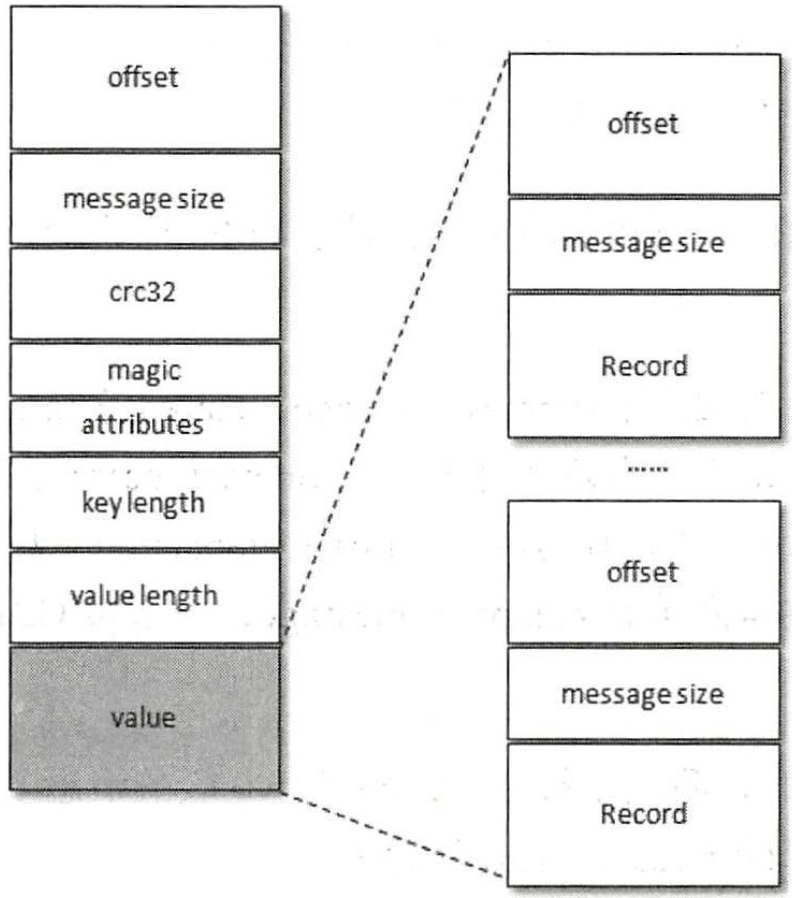 offset
message size
crc32
magic
attributes
key length
value length
value
offset
message size
Record
······
offset
message size
Record